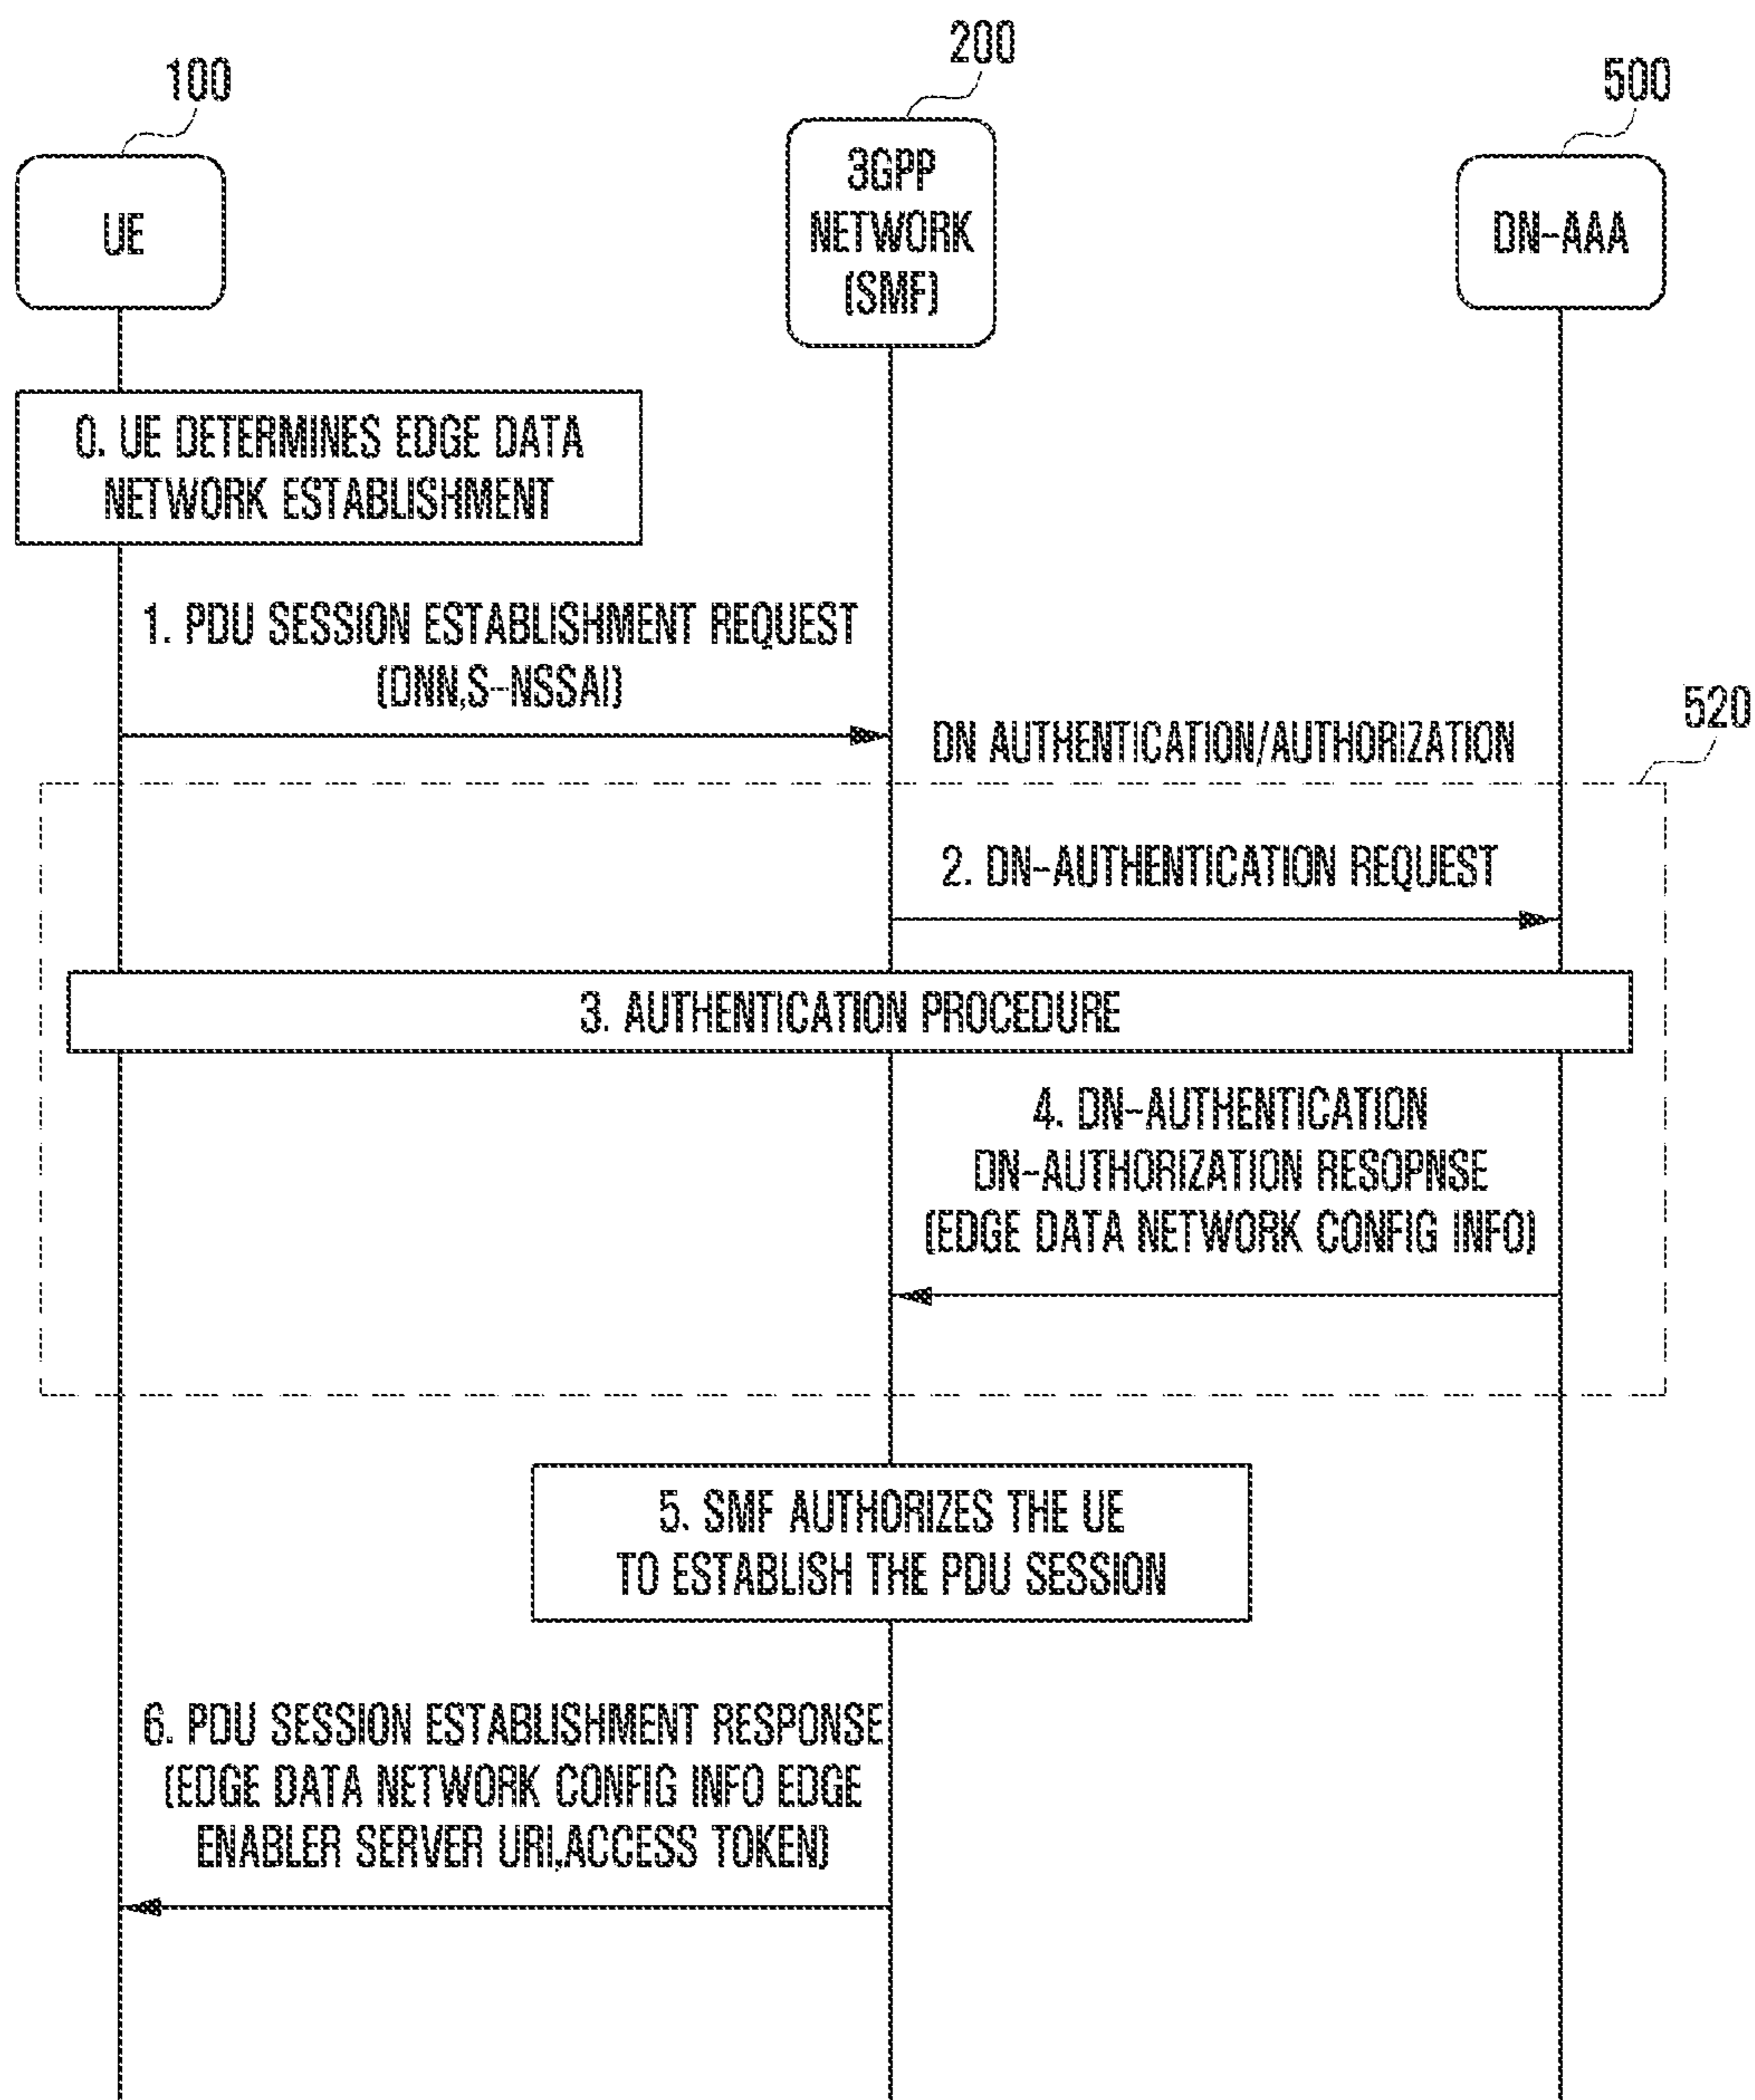 200
100
500
3GPP
NETWORK
(SMF)
UE
DN-AAA
0. UE DETERMINES EDGE DATA
NETWORK ESTABLISHMENT
1. PDU SESSION ESTABLISHMENT REQUEST
(DNN,S-NSSAI)
520
DN AUTHENTICATION/AUTHORIZATION
2. DN-AUTHENTICATION REQUEST
3. AUTHENTICATION PROCEDURE
4. DN-AUTHENTICATION
DN-AUTHORIZATION RESOPNSE
(EDGE DATA NETWORK CONFIG INFO)
5. SMF AUTHORIZES THE UE
TO ESTABLISH THE PDU SESSION
6. PDU SESSION ESTABLISHMENT RESPONSE
(EDGE DATA NETWORK CONFIG INFO EDGE
ENABLER SERVER URI,ACCESS TOKEN)